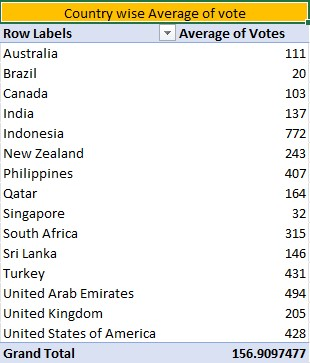 Country wise Average of vote
Row Labels Average of Votes
Australia 111
Brazil 20
Canada 103
India 137
Indonesia 772
New Zealand 243
Philippines 407
Qatar 164
Singapore 32
South Africa 315
Sri Lanka 146
Turkey 431
United Arab Emirates 494
United Kingdom 205
United States of America 428
Grand Total 156.9097477